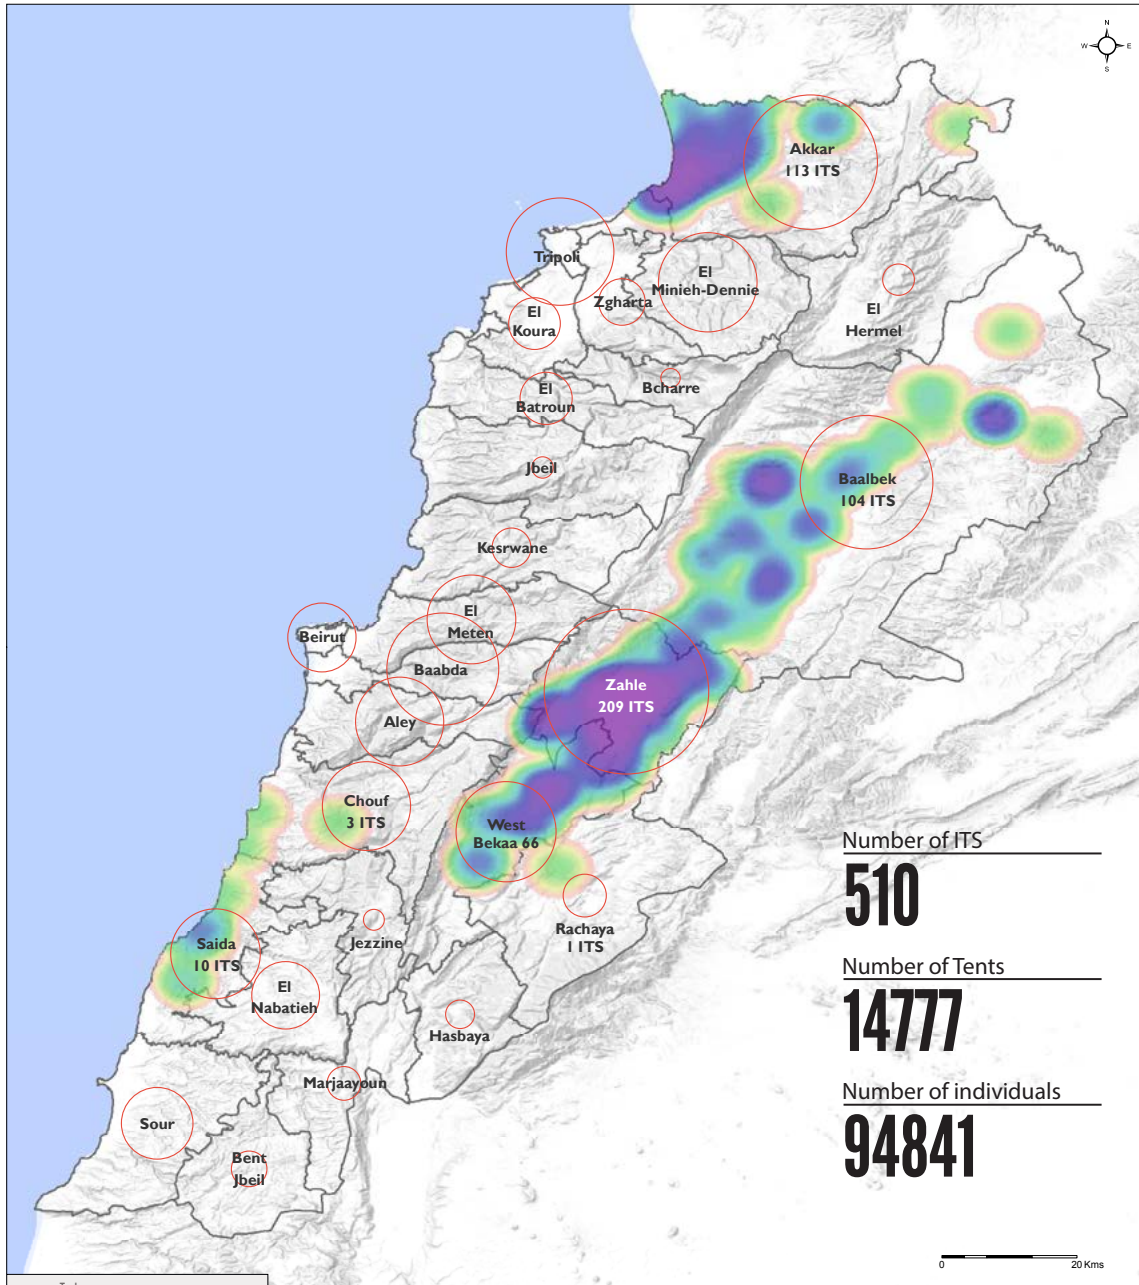 N
W E
S
Akkar
113 ITS
Tripoli
El
Minieh-Dennie
Zgharta
El
Koura
El
Hermel
Bcharre
El
Batroun
Jbeil
Baalbek
104 ITS
Kesrwane
El
Meten
Beirut
Baabda
Zahle
209 ITS
Aley
Chouf
3 ITS
West
Bekaa 66
Number of ITS
510
Rachaya
1 ITS
Jezzine
Saida
10 ITS
Number of Tents
14777
El
Nabatieh
Hasbaya
Marjaayoun
Number of individuals
94841
Sour
Bent
Jbeil
0 20 Kms